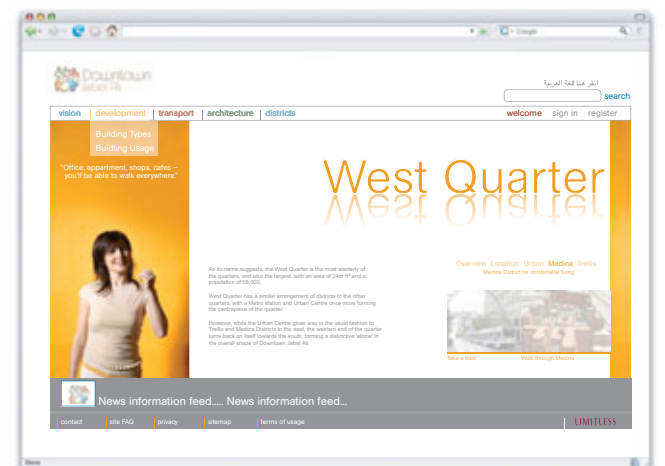 Google
Downtown
Jebel Ali
انقر هنا للغة العربية
search
vision | development | transport | architecture | districts
welcome sign in register
Building Types
Buidling Usage
"Office, appartment, shops, cafes –
you'll be able to walk everywhere."
West Quarter
As its name suggests, the West Quarter is the most westerly of
the quarters, and also the largest, with an area of 24m ft² and a
population of 58,000.
West Quarter has a similar arrangement of districts to the other
quarters, with a Metro station and Urban Centre once more forming
the centrepiece of the quarter.
However, while the Urban Centre gives way in the usual fashion to
Trellis and Medina Districts to the east, the western end of the quarter
turns back on itself towards the south, forming a distinctive 'elbow' in
the overall shape of Downtown Jebel Ali.
Overview Location Urban Medina Trellis
Medina District for comfortable living
Take a tram
Walk through Medina
News information feed..... News information feed...
contact | site FAQ | privacy | sitemap | terms of usage
LIMITLESS
Done